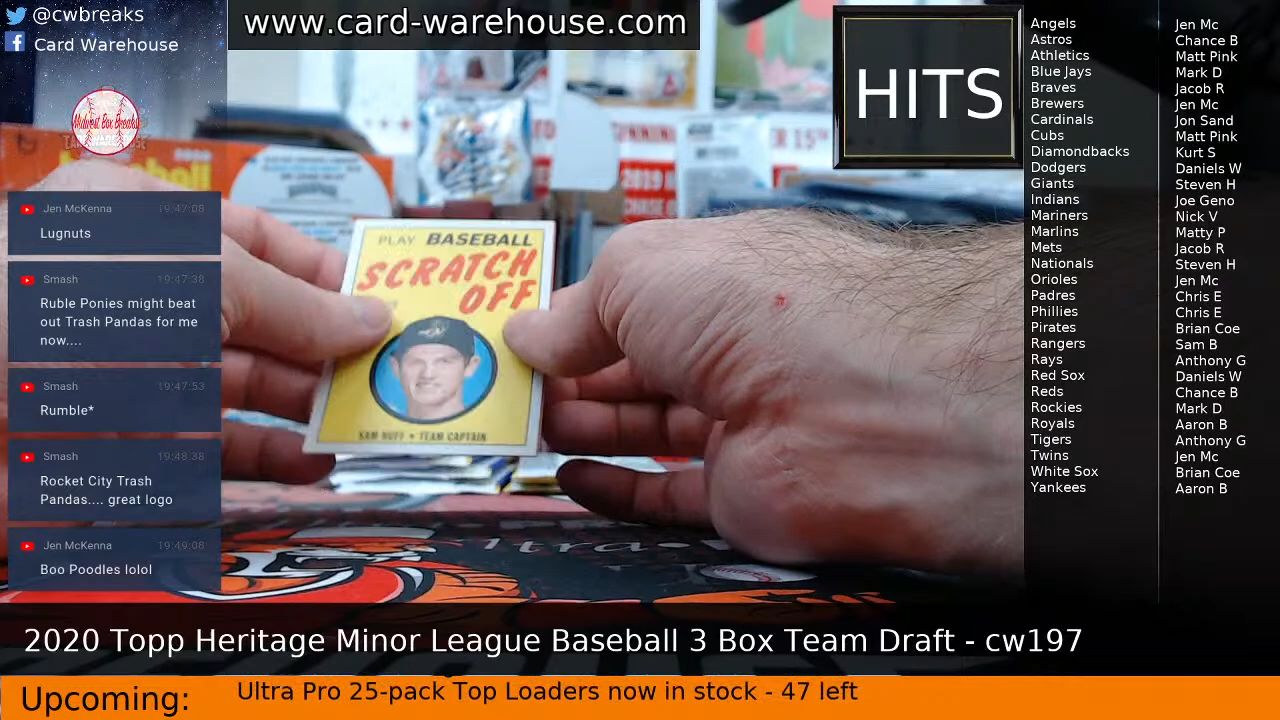 @cwbreaks
Card Warehouse
www.card-warehouse.com
HITS
Midwest Box Breaks
Jen McKenna 19:47:08
Lugnuts
Smash 19:47:38
Ruble Ponies might beat
out Trash Pandas for me
now....
Smash 19:47:53
Rumble*
Smash 19:48:38
Rocket City Trash
Pandas.... great logo
Jen McKenna 19:49:08
Boo Poodles lolol
PLAY BASEBALL
SCRATCH
OFF
SAM HUFF • TEAM CAPTAIN
Angels Jen Mc
Astros Chance B
Athletics Matt Pink
Blue Jays Mark D
Braves Jacob R
Brewers Jen Mc
Cardinals Jon Sand
Cubs Matt Pink
Diamondbacks Kurt S
Dodgers Daniels W
Giants Steven H
Indians Joe Geno
Mariners Nick V
Marlins Matty P
Mets Jacob R
Nationals Steven H
Orioles Jen Mc
Padres Chris E
Phillies Chris E
Pirates Brian Coe
Rangers Sam B
Rays Anthony G
Red Sox Daniels W
Reds Chance B
Rockies Mark D
Royals Aaron B
Tigers Anthony G
Twins Jen Mc
White Sox Brian Coe
Yankees Aaron B
2020 Topp Heritage Minor League Baseball 3 Box Team Draft - cw197
Upcoming:
Ultra Pro 25-pack Top Loaders now in stock - 47 left